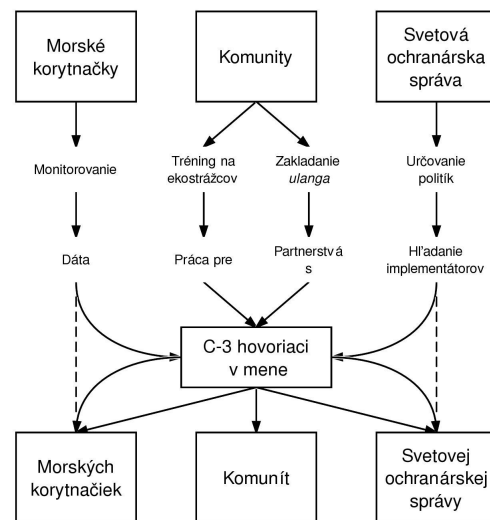 Morské
korytnačky
Komunity
Svetová
ochranárska
správa
Monitorovanie
Tréning na
ekostrážcov
Zakladanie
ulanga
Určovanie
politík
Dáta
Práca pre
Partnerstvá
s
Hľadanie
implementátorov
C-3 hovoriaci
v mene
Morských
korytnačiek
Komunít
Svetovej
ochranárskej
správy